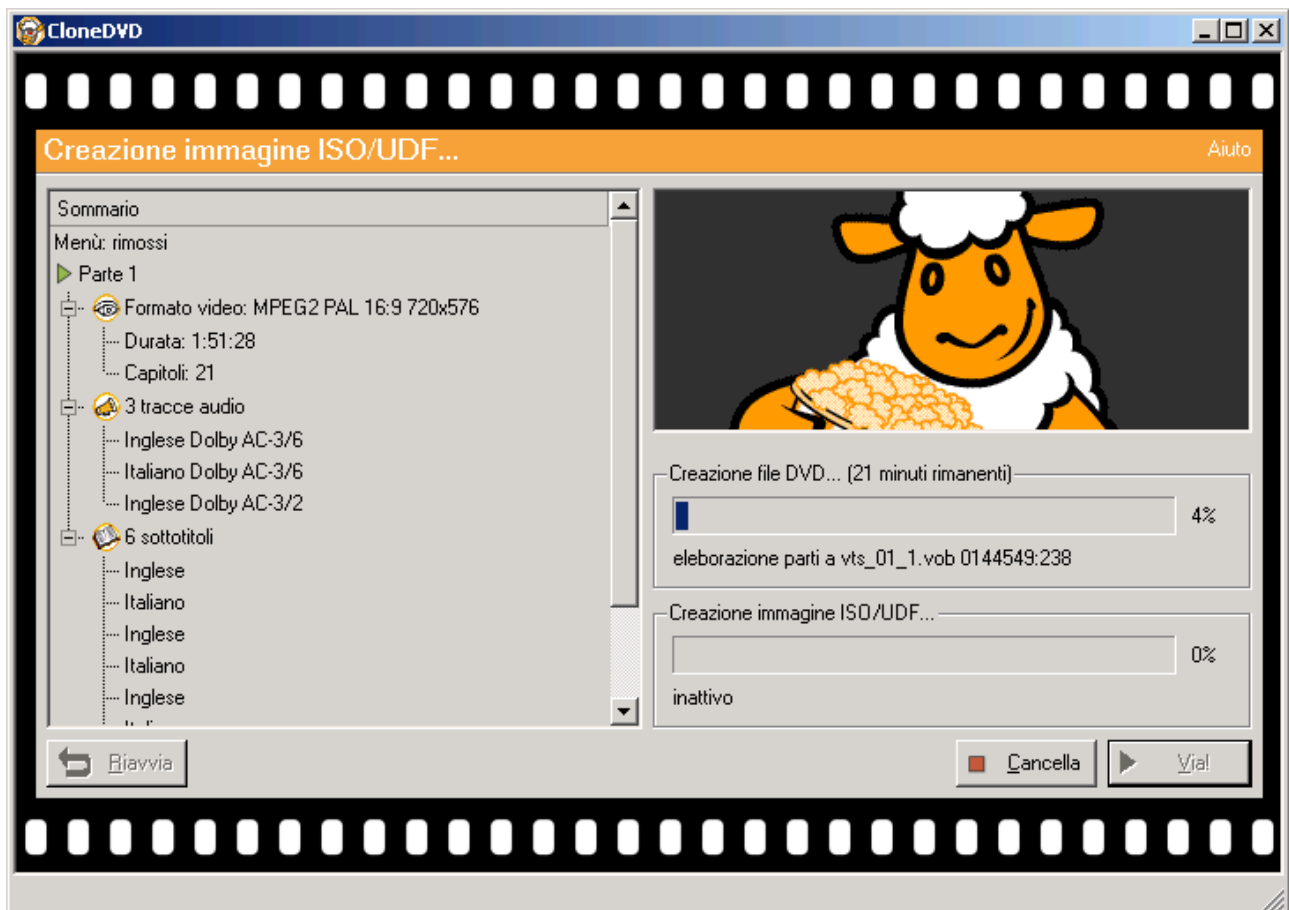 CloneDVD
Creazione immagine ISO/UDF...
Aiuto
Sommario
Menù: rimossi
Parte 1
Formato video: MPEG2 PAL 16:9 720x576
Durata: 1:51:28
Capitoli: 21
3 tracce audio
Inglese Dolby AC-3/6
Italiano Dolby AC-3/6
Inglese Dolby AC-3/2
6 sottotitoli
Inglese
Italiano
Inglese
Italiano
Inglese
Creazione file DVD... (21 minuti rimanenti)
4%
eleborazione parti a vts_01_1.vob 0144549:238
Creazione immagine ISO/UDF...
0%
inattivo
Riavvia
Cancella
Via!